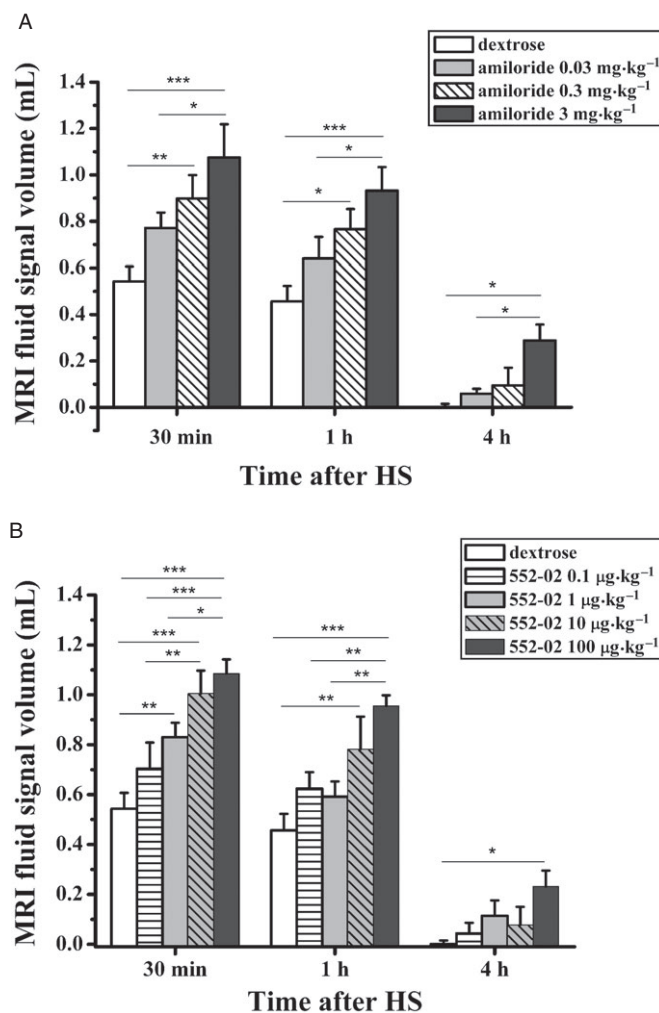 A
dextrose
amiloride 0.03 mg·kg⁻¹
amiloride 0.3 mg·kg⁻¹
amiloride 3 mg·kg⁻¹
MRI fluid signal volume (mL)
1.4
1.2
1.0
0.8
0.6
0.4
0.2
0.0
***
*
**
***
*
*
*
*
30 min 1 h 4 h
Time after HS
B
dextrose
552-02 0.1 µg·kg⁻¹
552-02 1 µg·kg⁻¹
552-02 10 µg·kg⁻¹
552-02 100 µg·kg⁻¹
MRI fluid signal volume (mL)
1.4
1.2
1.0
0.8
0.6
0.4
0.2
0.0
***
***
*
***
**
**
***
**
**
**
*
30 min 1 h 4 h
Time after HS